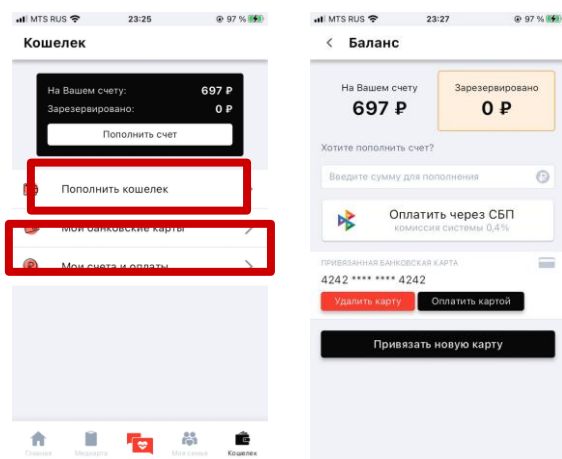 MTS RUS 23:25 97 %
Кошелек
На Вашем счету: 697 ₽
Зарезервировано: 0 ₽
Пополнить счет
Пополнить кошелек
Мои банковские карты
Мои счета и оплаты
Главная Медкарта Моя семья Кошелек
MTS RUS 23:27 97 %
Баланс
На Вашем счету
697 ₽
Зарезервировано
0 ₽
Хотите пополнить счет?
Введите сумму для пополнения
Оплатить через СБП
комиссия системы 0,4%
ПРИВЯЗАННАЯ БАНКОВСКАЯ КАРТА
4242 **** **** 4242
Удалить карту Оплатить картой
Привязать новую карту